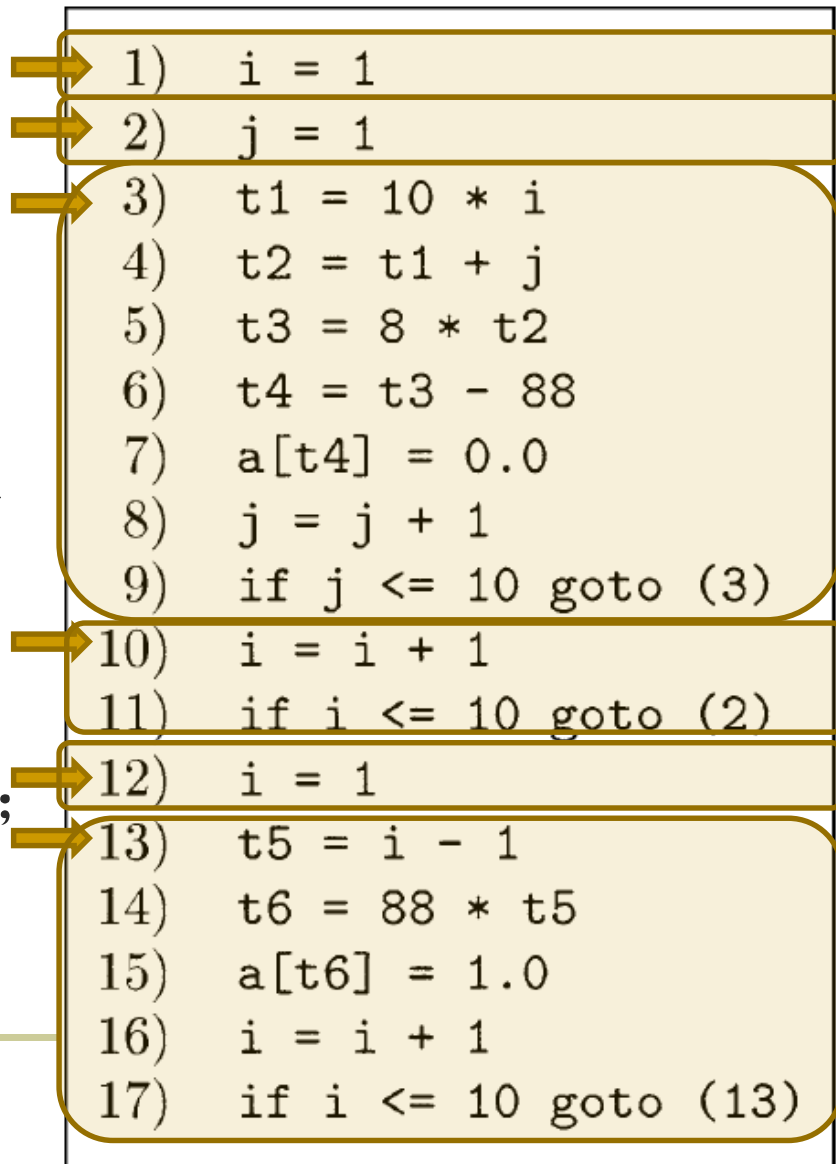 1) i = 1
2) j = 1
3) t1 = 10 * i
4) t2 = t1 + j
5) t3 = 8 * t2
6) t4 = t3 - 88
7) a[t4] = 0.0
8) j = j + 1
9) if j <= 10 goto (3)
10) i = i + 1
11) if i <= 10 goto (2)
12) i = 1
;
13) t5 = i - 1
14) t6 = 88 * t5
15) a[t6] = 1.0
16) i = i + 1
17) if i <= 10 goto (13)